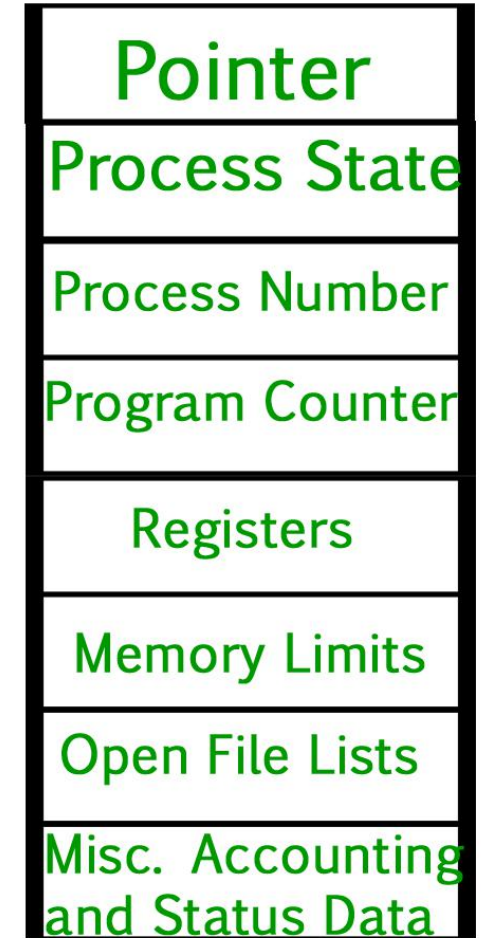 Pointer
Process State
Process Number
Program Counter
Registers
Memory Limits
Open File Lists
Misc. Accounting
and Status Data